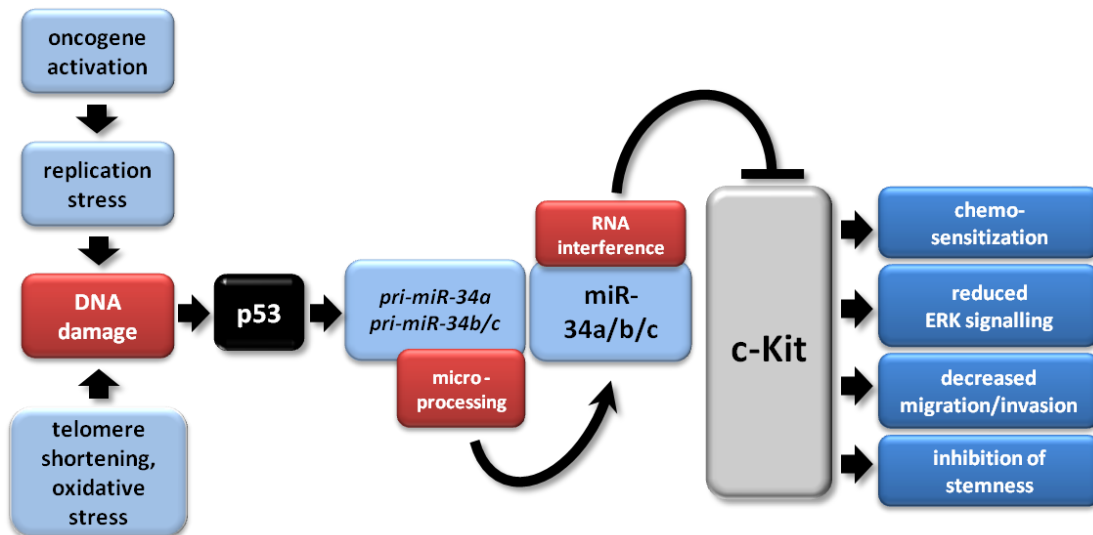 oncogene
activation
replication
stress
DNA
damage
telomere
shortening,
oxidative
stress
p53
pri-miR-34a
pri-miR-34b/c
micro-
processing
RNA
interference
miR-
34a/b/c
c-Kit
chemo-
sensitization
reduced
ERK signalling
decreased
migration/invasion
inhibition of
stemness